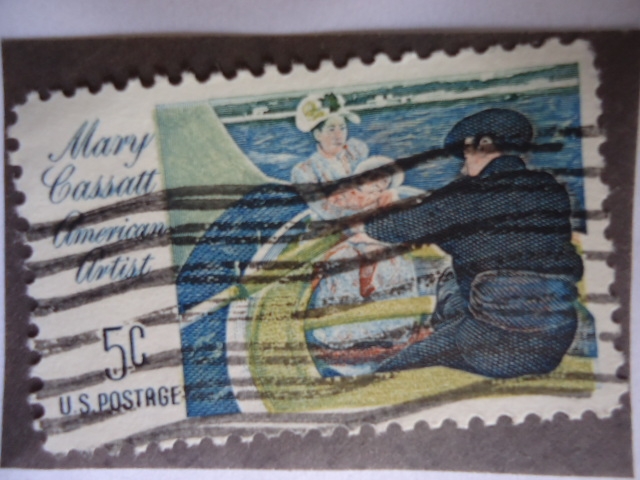 Mary
Cassatt
American
Artist
5c
U.S. POSTAGE